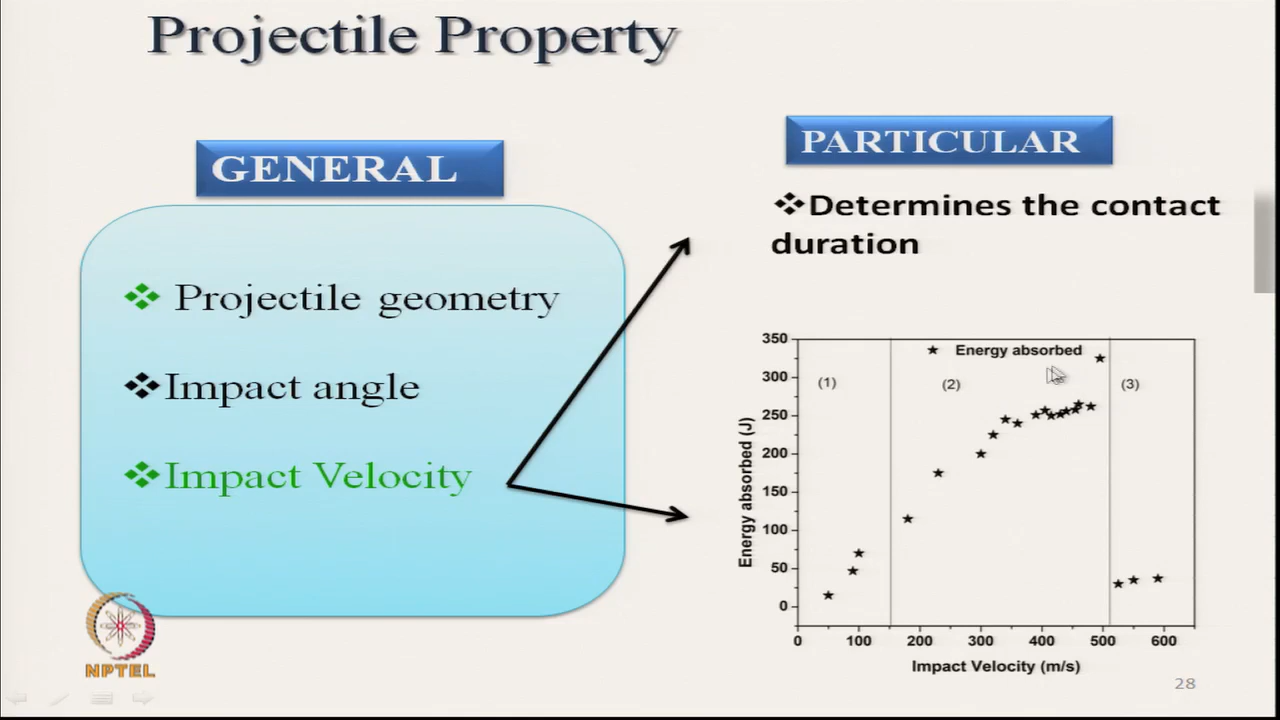 Projectile Property
GENERAL
❖ Projectile geometry
❖Impact angle
❖Impact Velocity
PARTICULAR
❖Determines the contact
duration
★ Energy absorbed
(1)
(2)
(3)
Energy absorbed (J)
350
300
250
200
150
100
50
0
0 100 200 300 400 500 600
Impact Velocity (m/s)
NPTEL
28